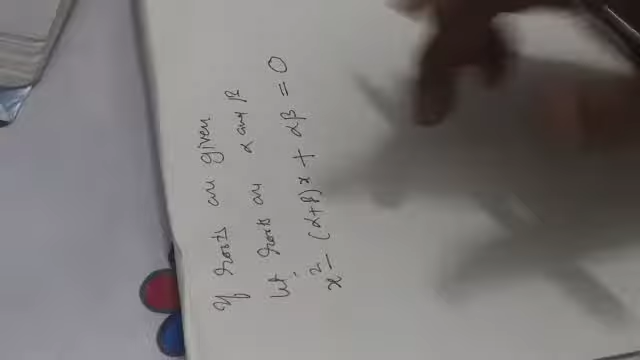 If roots are given
let roots are α and β
x² - (α+β)x + αβ = 0